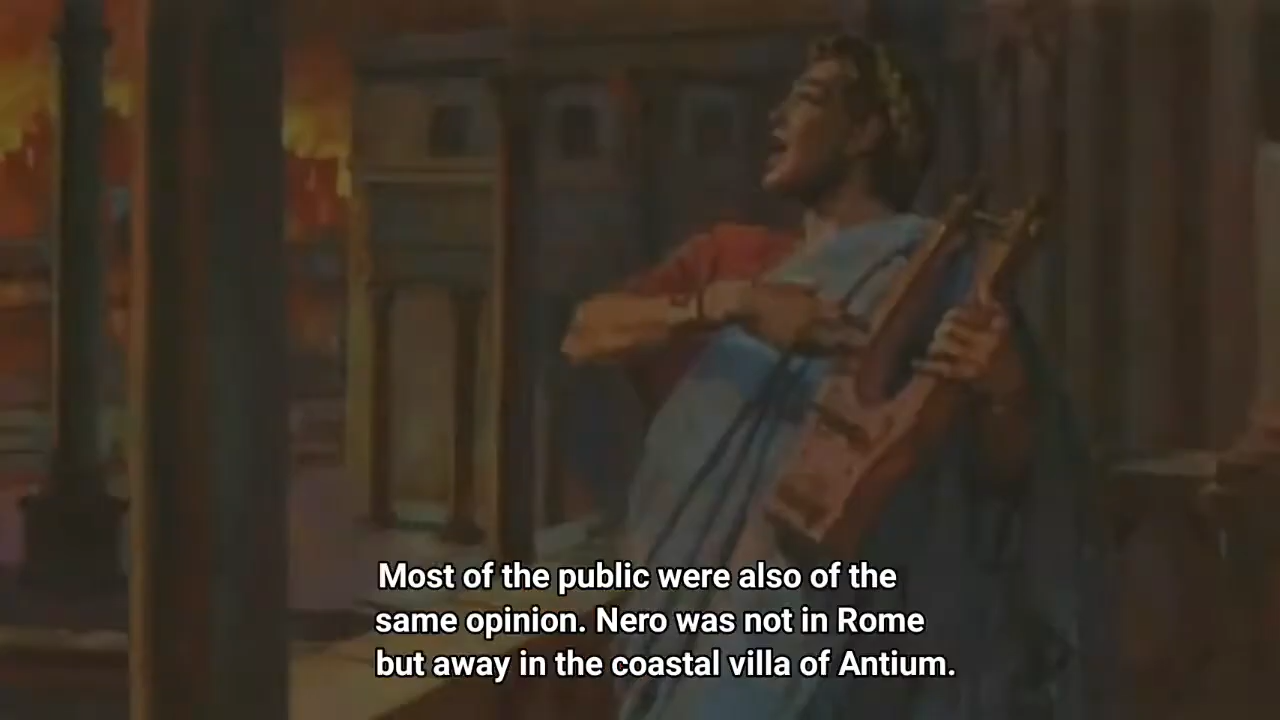 Most of the public were also of the
same opinion. Nero was not in Rome
but away in the coastal villa of Antium.